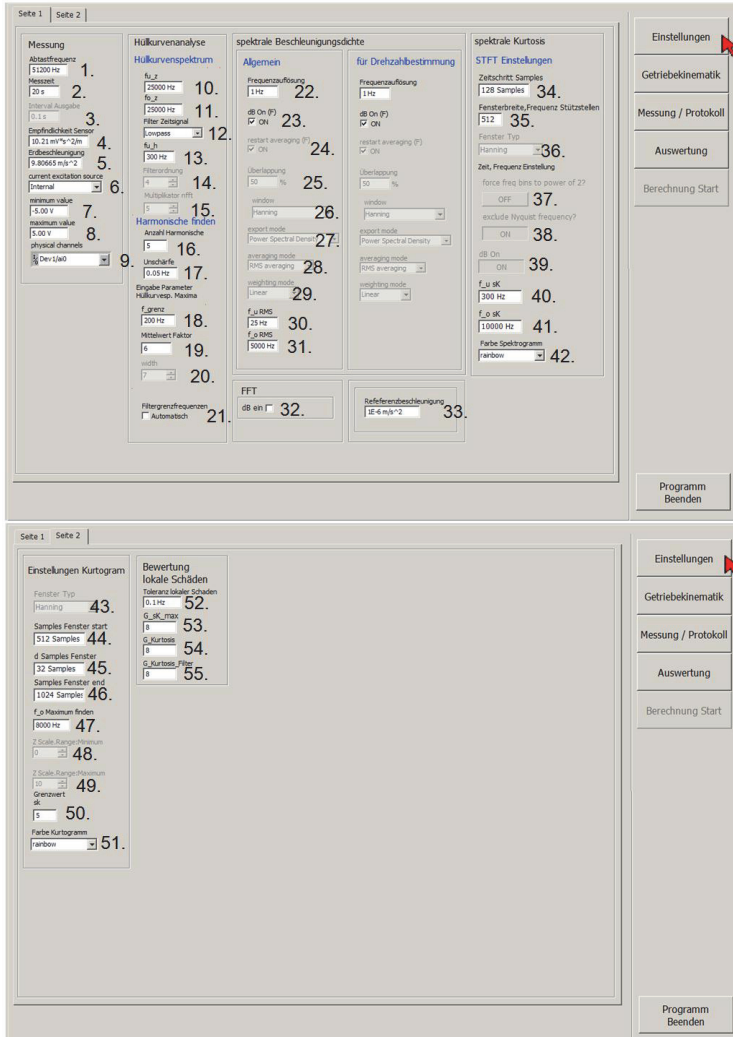 Seite 1 Seite 2
Messung
Abtastfrequenz
51200 Hz 1.
Messzeit
20 s 2.
Interval Ausgabe
0.1 s 3.
Empfindlichkeit Sensor
10.21 mV*s^2/m 4.
Erdbeschleunigung
9.80665 m/s^2 5.
current excitation source
Internal 6.
minimum value
-5.00 V 7.
maximum value
5.00 V 8.
physical channels
Dev1/ai0 9.
Hüllkurvenanalyse
Hüllkurvenspektrum
fu_z
25000 Hz 10.
fo_z
25000 Hz 11.
Filter Zeitsignal
Lowpass 12.
fu_h
300 Hz 13.
Filterordnung
4 14.
Multiplikator nfft
5 15.
Harmonische finden
Anzahl Harmonische
5 16.
Unschärfe
0.05 Hz 17.
Eingabe Parameter
Hüllkurvesp. Maxima
f_grenz
200 Hz 18.
Mittelwert Faktor
6 19.
width
7 20.
Filtergrenzfrequenzen
Automatisch 21.
spektrale Beschleunigungsdichte
Allgemein
Frequenzauflösung
1 Hz 22.
dB On (F)
ON 23.
restart averaging (F)
ON 24.
Überlappung
50 % 25.
window
Hanning 26.
export mode
Power Spectral Density 27.
averaging mode
RMS averaging 28.
weighting mode
Linear 29.
f_u RMS
25 Hz 30.
f_o RMS
5000 Hz 31.
FFT
dB ein 32.
für Drehzahlbestimmung
Frequenzauflösung
1 Hz
dB On (F)
ON
restart averaging (F)
ON
Überlappung
50 %
window
Hanning
export mode
Power Spectral Density
averaging mode
RMS averaging
weighting mode
Linear
Refeferenzbeschleunigung
1E-6 m/s^2 33.
spektrale Kurtosis
STFT Einstellungen
Zeitschritt Samples
128 Samples 34.
Fensterbreite,Frequenz Stützstellen
512 35.
Fenster Typ
Hanning 36.
Zeit, Frequenz Einstellung
force freq bns to power of 2?
OFF 37.
exclude Nyqust frequency?
ON 38.
dB On
ON 39.
f_u sK
300 Hz 40.
f_o sK
10000 Hz 41.
Farbe Spektrogramm
rainbow 42.
Einstellungen
Getriebekinematik
Messung / Protokoll
Auswertung
Berechnung Start
Programm
Beenden
Seite 1 Seite 2
Einstellungen Kurtogram
Fenster Typ
Hanning 43.
Samples Fenster start
512 Samples 44.
d Samples Fenster
32 Samples 45.
Samples Fenster end
1024 Samples 46.
f_o Maximum finden
8000 Hz 47.
Z Scale.Range:Minimum
0 48.
Z Scale.Range:Maximum
10 49.
Grenzwert
sk
5 50.
Farbe Kurtogramm
rainbow 51.
Bewertung
lokale Schäden
Toleranz lokaler Schaden
0.1 Hz 52.
G_sK_max
8 53.
G_Kurtosis
8 54.
G_Kurtosis_Filter
8 55.
Einstellungen
Getriebekinematik
Messung / Protokoll
Auswertung
Berechnung Start
Programm
Beenden